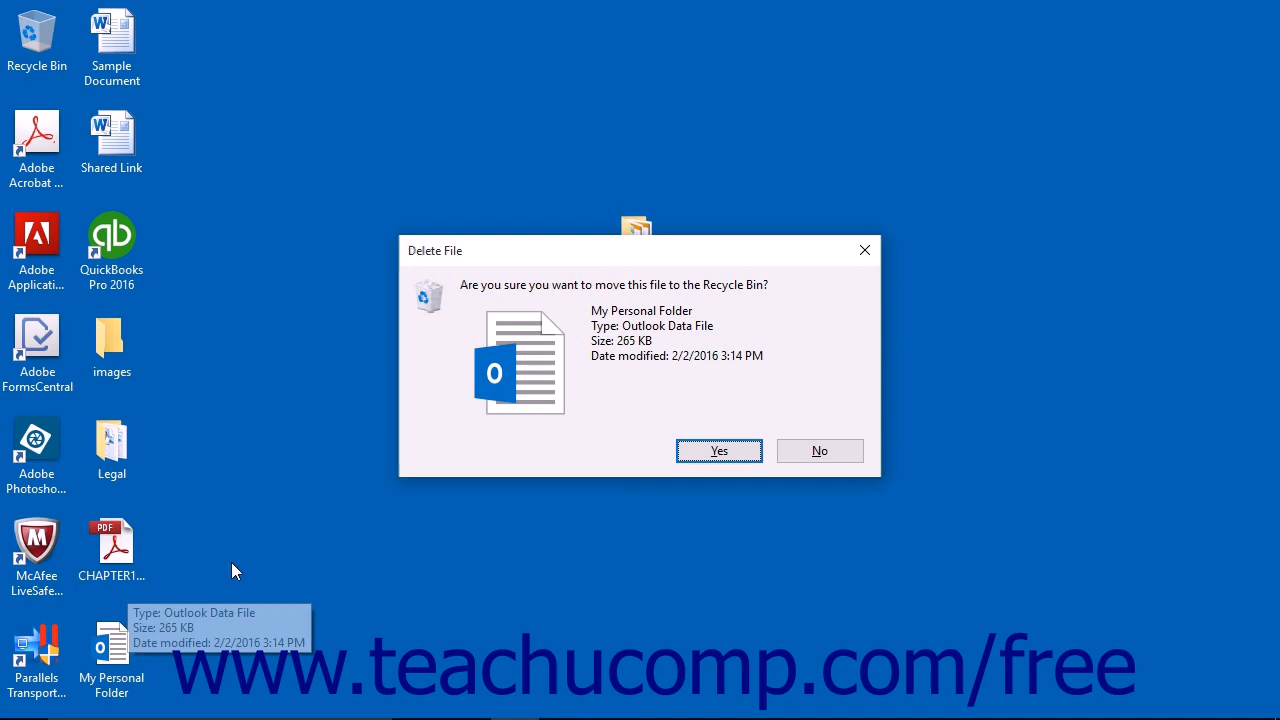 Recycle Bin
Sample
Document
Adobe
Acrobat ...
Shared Link
Adobe
Applicati...
QuickBooks
Pro 2016
Adobe
FormsCentral
images
Adobe
Photosho...
Legal
McAfee
LiveSafe...
PDF
CHAPTER1...
Parallels
Transport...
My Personal
Folder
Type: Outlook Data File
Size: 265 KB
Date modified: 2/2/2016 3:14 PM
Delete File
Are you sure you want to move this file to the Recycle Bin?
My Personal Folder
Type: Outlook Data File
Size: 265 KB
Date modified: 2/2/2016 3:14 PM
Yes
No
www.teachucomp.com/free